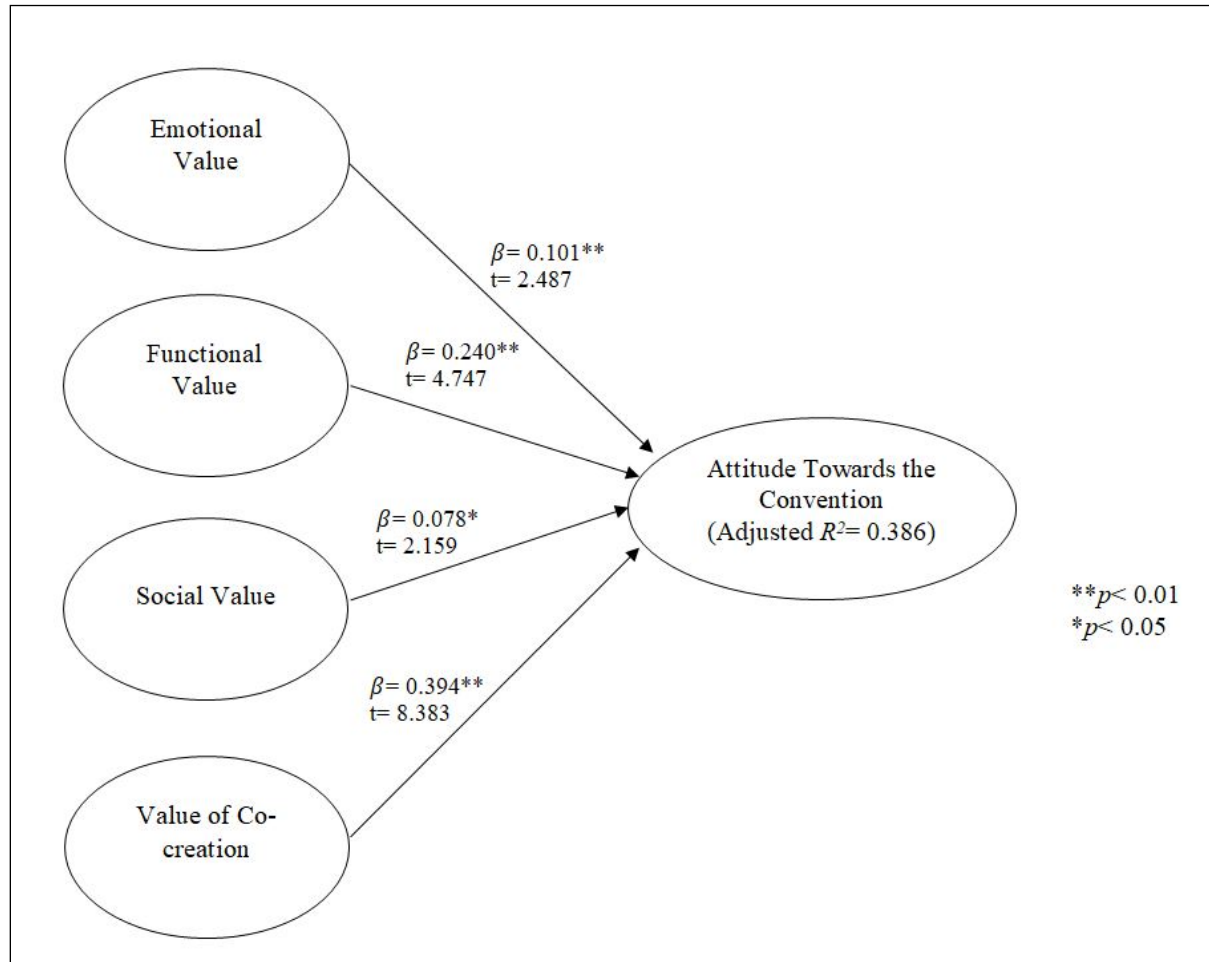 Emotional
Value
β= 0.101**
t= 2.487
Functional
Value
β= 0.240**
t= 4.747
Attitude Towards the
Convention
(Adjusted R²= 0.386)
β= 0.078*
t= 2.159
Social Value
**p< 0.01
*p< 0.05
β= 0.394**
t= 8.383
Value of Co-
creation